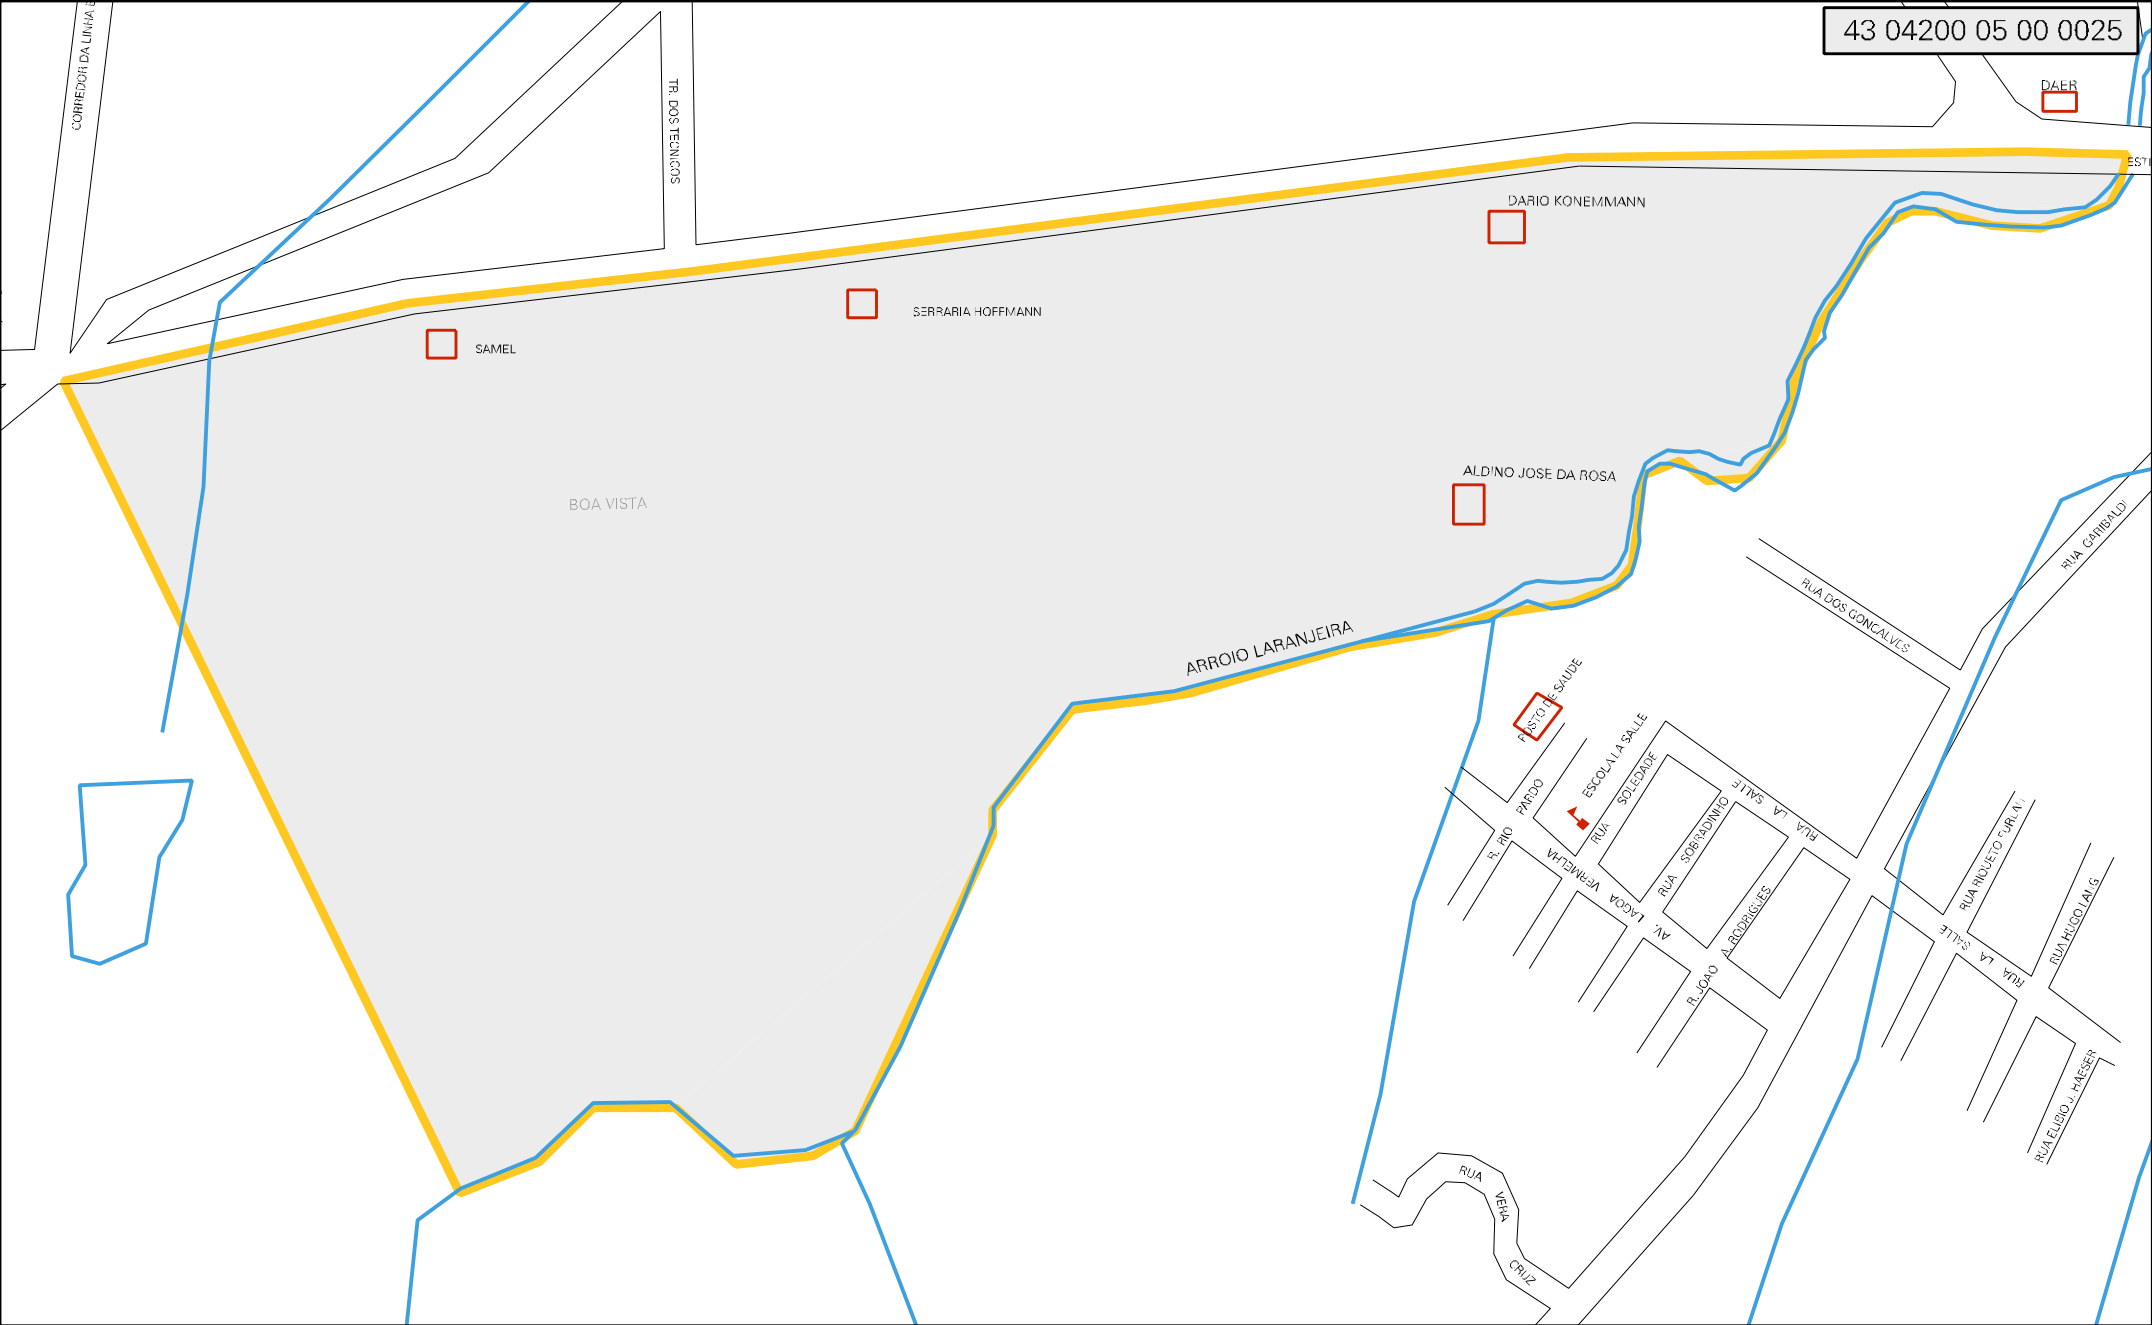 43 04200 05 00 0025
CORREDOR DA LINHA
TR. DOS TECNICOS
DAER
DARIO KONEMMANN
SERRARIA HOFFMANN
SAMEL
ALDINO JOSE DA ROSA
BOA VISTA
RUA GARIBALDI
RUA DOS GONCALVES
ARROIO LARANJEIRA
POSTO DE SAUDE
ESCOLA LA SALLE
R. RIO PARDO
RUA SOLEDADE
RUA SOBRADINHO
RUA LA SALLE
AV. LAGOA VERMELHA
R. JOAO A. RODRIGUES
RUA RIQUETO FURLAN
RUA HUGO LANG
RUA LA SALLE
RUA ELIBIO J. HAESER
RUA VERA CRUZ